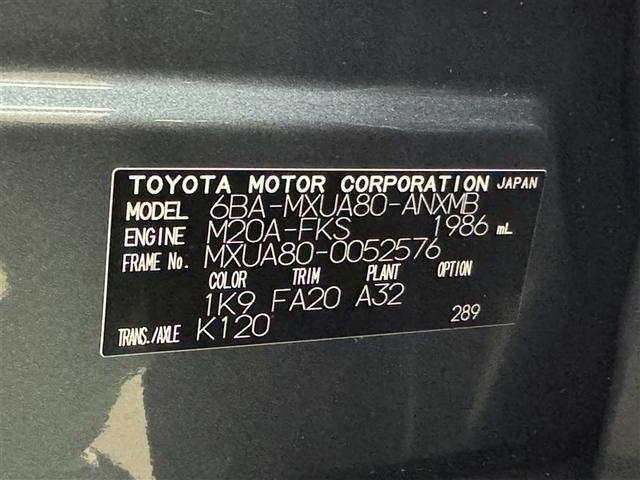 TOYOTA MOTOR CORPORATION JAPAN
MODEL 6BA-MXUA80-ANXMB
ENGINE M20A-FKS 1986 mL
FRAME No. MXUA80-0052576
COLOR TRIM PLANT OPTION
1K9 FA20 A32
TRANS./AXLE K120 289